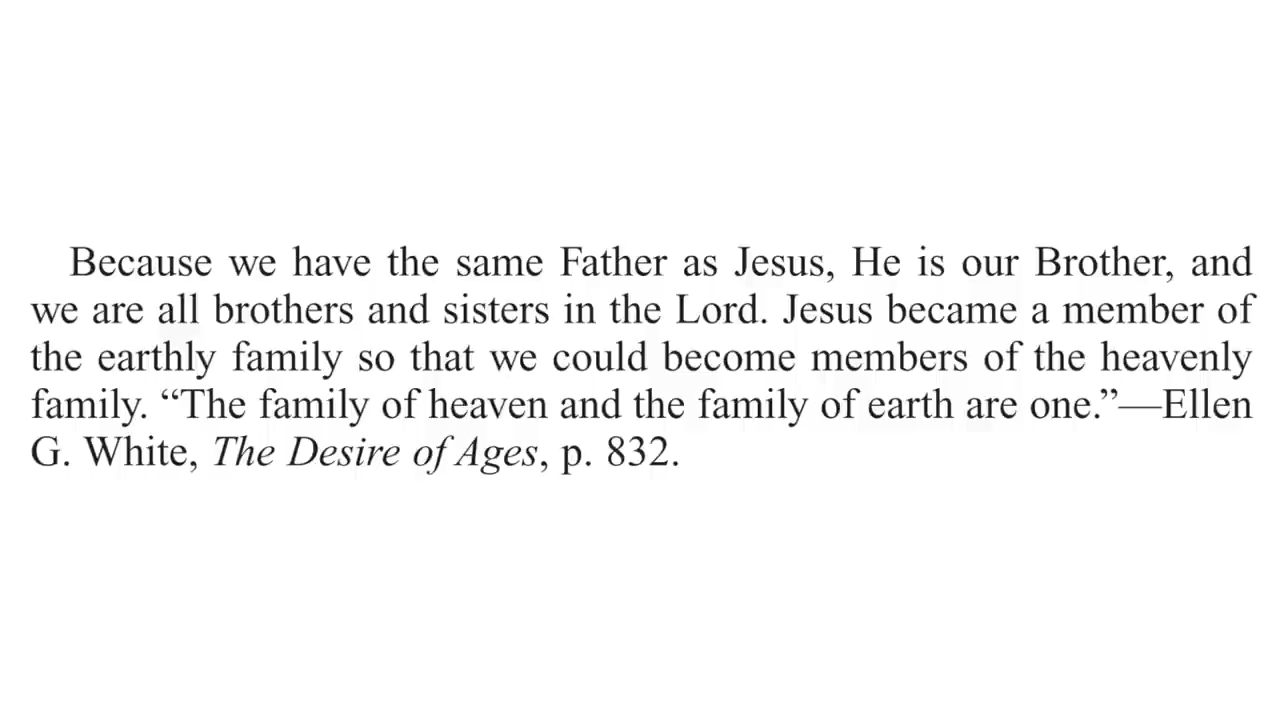 Because we have the same Father as Jesus, He is our Brother, and
we are all brothers and sisters in the Lord. Jesus became a member of
the earthly family so that we could become members of the heavenly
family. “The family of heaven and the family of earth are one.”—Ellen
G. White, The Desire of Ages, p. 832.